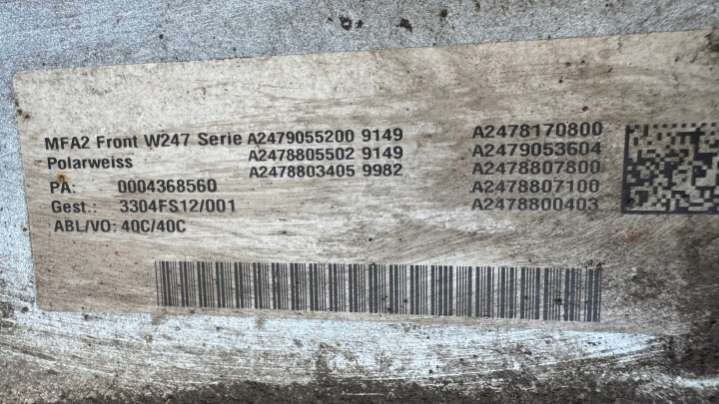 MFA2 Front W247 Serie A2479055200 9149 A2478170800
Polarweiss A2478805502 9149 A2479053604
A2478803405 9982 A2478807800
PA: 0004368560 A2478807100
Gest.: 3304FS12/001 A2478800403
ABL/VO: 40C/40C